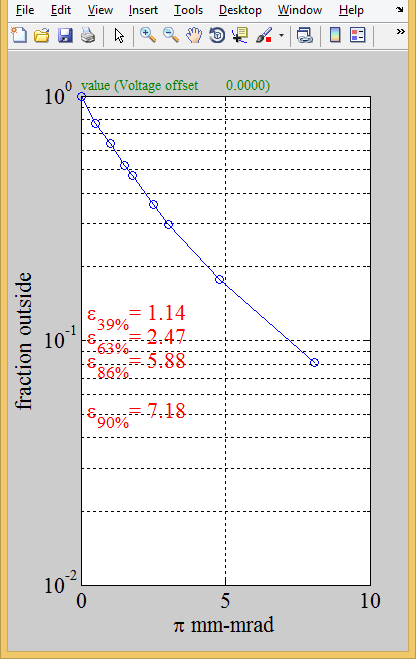 File Edit View Insert Tools Desktop Window Help
value (Voltage offset 0.0000)
10^0
ε39% = 1.14
10^-1
ε63% = 2.47
ε86% = 5.88
ε90% = 7.18
10^-2
fraction outside
0 5 10
π mm-mrad